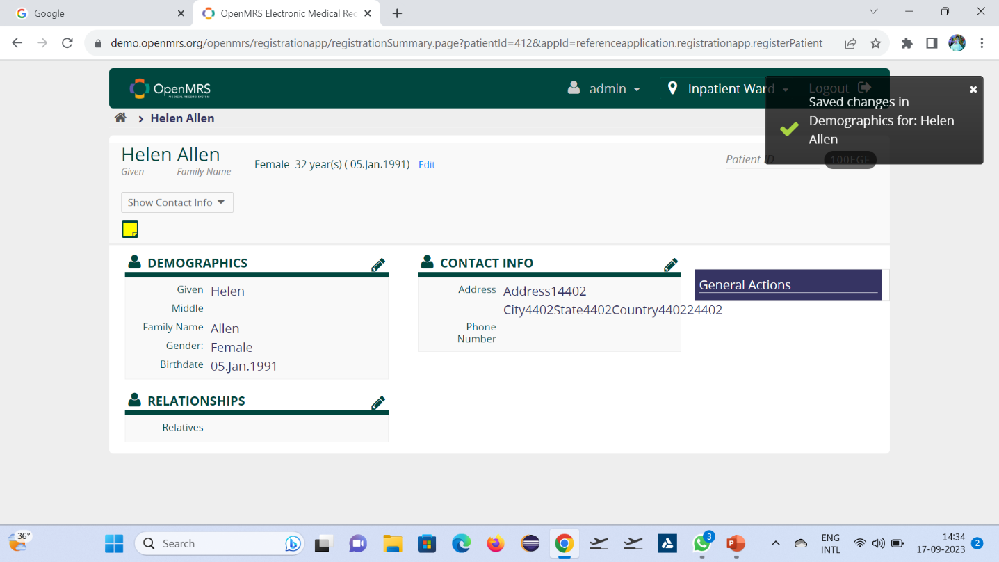 Google
OpenMRS Electronic Medical Rec
demo.openmrs.org/openmrs/registrationapp/registrationSummary.page?patientId=412&appId=referenceapplication.registrationapp.registerPatient
OpenMRS
MEDICAL RECORD SYSTEM
admin
Inpatient Ward
Logout
Saved changes in
Demographics for: Helen
Allen
Helen Allen
Helen Allen
Given Family Name
Female 32 year(s) ( 05.Jan.1991) Edit
Patient ID 100EGF
Show Contact Info
DEMOGRAPHICS
Given Helen
Middle
Family Name Allen
Gender: Female
Birthdate 05.Jan.1991
RELATIONSHIPS
Relatives
CONTACT INFO
Address Address14402
City4402State4402Country440224402
Phone
Number
General Actions
36°
Search
3
ENG
INTL
14:34
17-09-2023
2